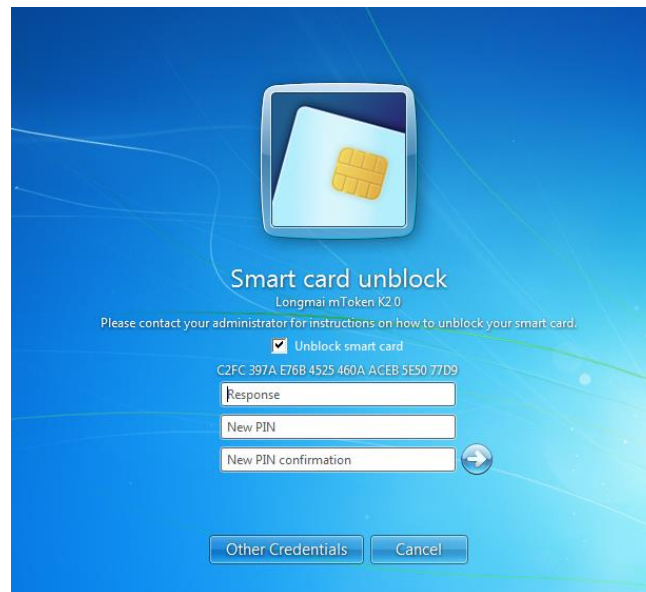 Smart card unblock
Longmai mToken K2.0
Please contact your administrator for instructions on how to unblock your smart card.
Unblock smart card
C2FC 397A E76B 4525 460A ACEB 5E50 77D9
Response
New PIN
New PIN confirmation
Other Credentials Cancel